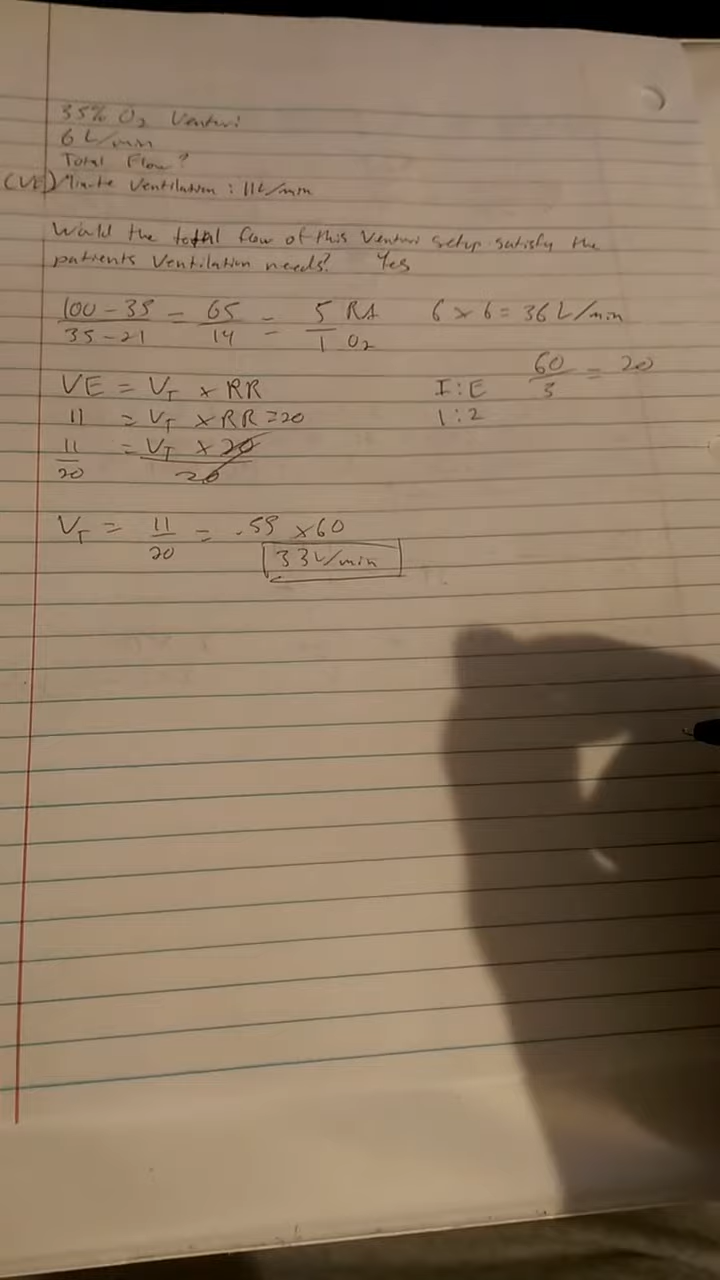 35% O2 Venturi
6 L/min
Total Flow?
(VE) Minute Ventilation : 11L/min
Would the total flow of this Venturi setup satisfy the
patients Ventilation needs? Yes
100 - 35 / 35 - 21 = 65 / 14 = 5 RA / 1 O2 6 x 6 = 36 L/min
60 / 3 = 20
VE = VT x RR I:E
11 = VT x RR = 20 1:2
11 / 20 = VT x 20 / 20
VT = 11 / 20 = .55 x 60
33L/min